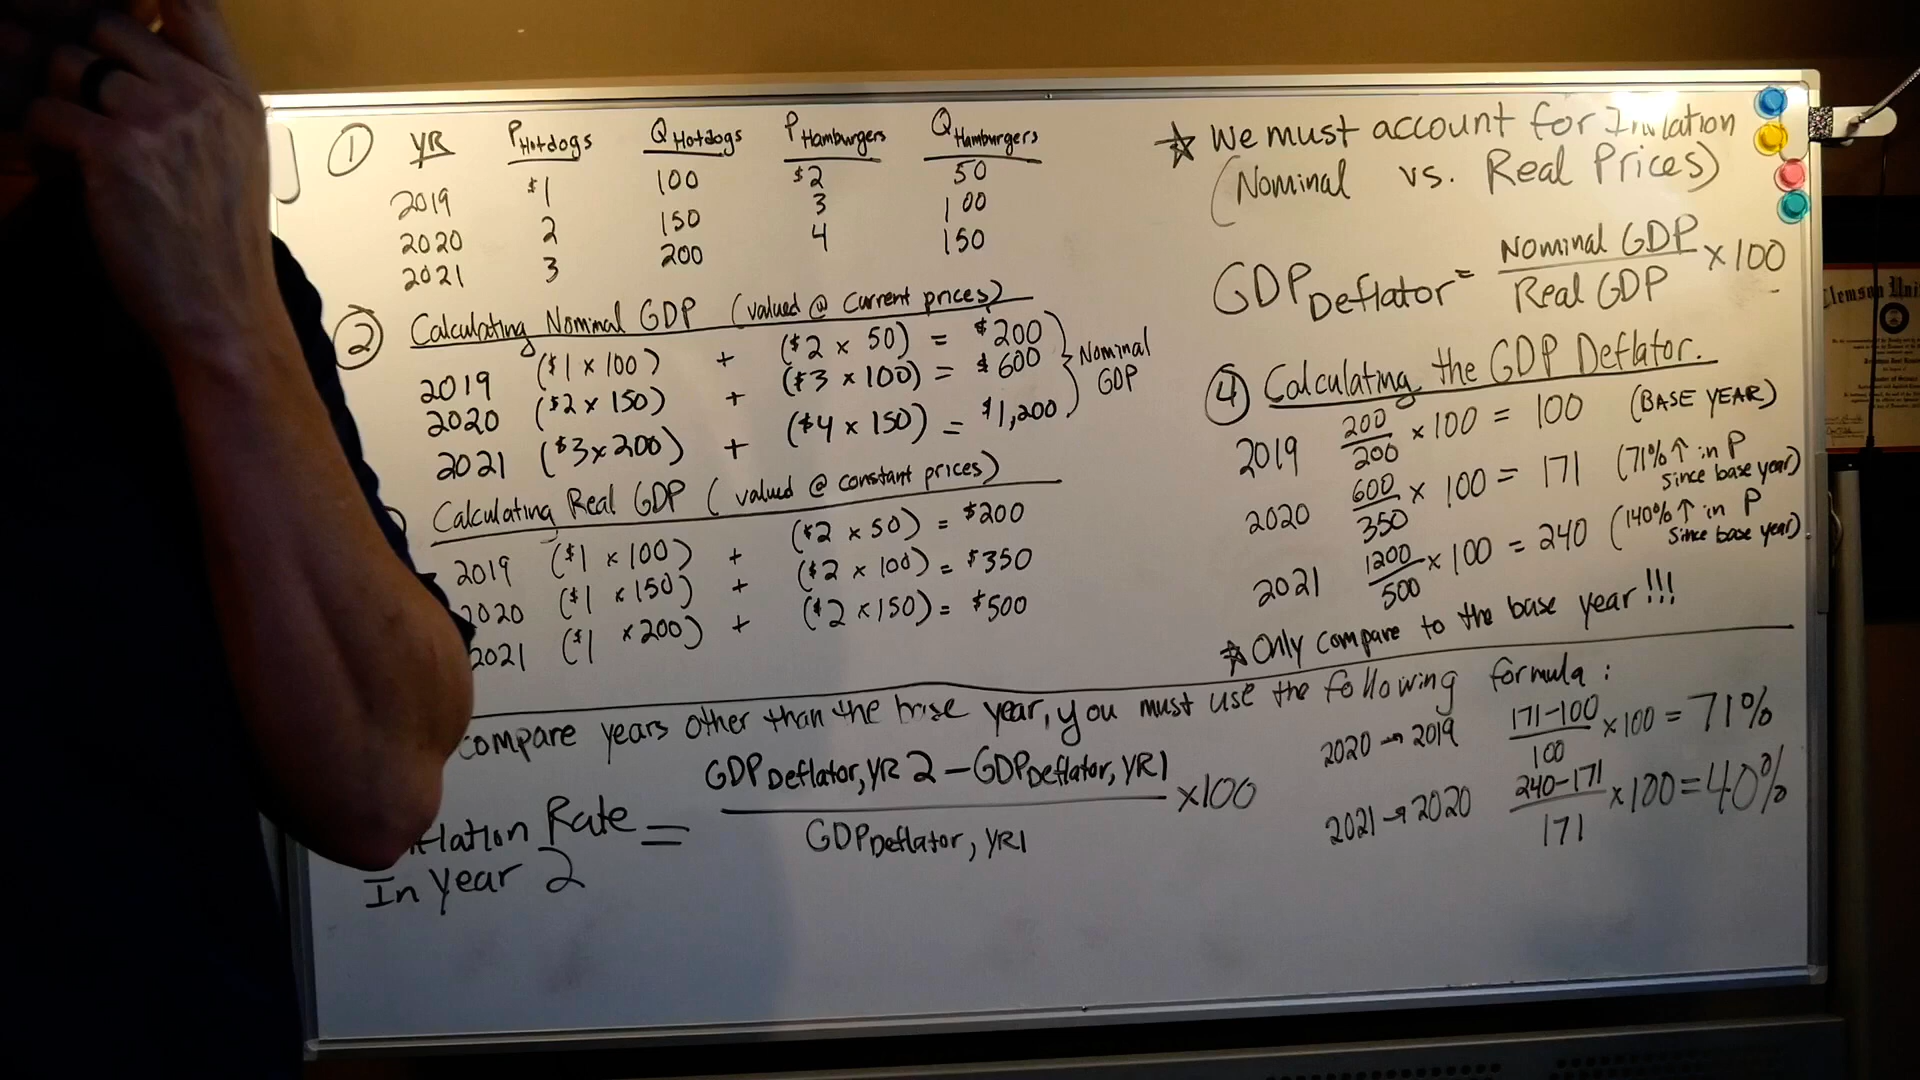 ① YR P Hotdogs Q Hotdogs P Hamburgers Q Hamburgers
2019 $1 100 $2 50
2020 2 150 3 100
2021 3 200 4 150
② Calculating Nominal GDP (valued @ current prices)
2019 ($1 x 100) + ($2 x 50) = $200
2020 ($2 x 150) + ($3 x 100) = $600
2021 ($3 x 200) + ($4 x 150) = $1,200
} Nominal
GDP
Calculating Real GDP (valued @ constant prices)
2019 ($1 x 100) + ($2 x 50) = $200
2020 ($1 x 150) + ($2 x 100) = $350
2021 ($1 x 200) + ($2 x 150) = $500
☆ We must account for Inflation
(Nominal vs. Real Prices)
GDP Deflator = Nominal GDP / Real GDP x 100
④ Calculating the GDP Deflator.
2019 200/200 x 100 = 100 (BASE YEAR)
2020 600/350 x 100 = 171 (71% ↑ in P
since base year)
2021 1200/500 x 100 = 240 (140% ↑ in P
since base year)
☆ Only compare to the base year!!!
compare years other than the base year, you must use the following formula:
Inflation Rate
In year 2
= GDP Deflator, YR 2 - GDP Deflator, YR1 / GDP Deflator, YR1 x100
2020 → 2019 171-100/100 x 100 = 71%
2021 → 2020 240-171/171 x 100 = 40%
Clemson Uni